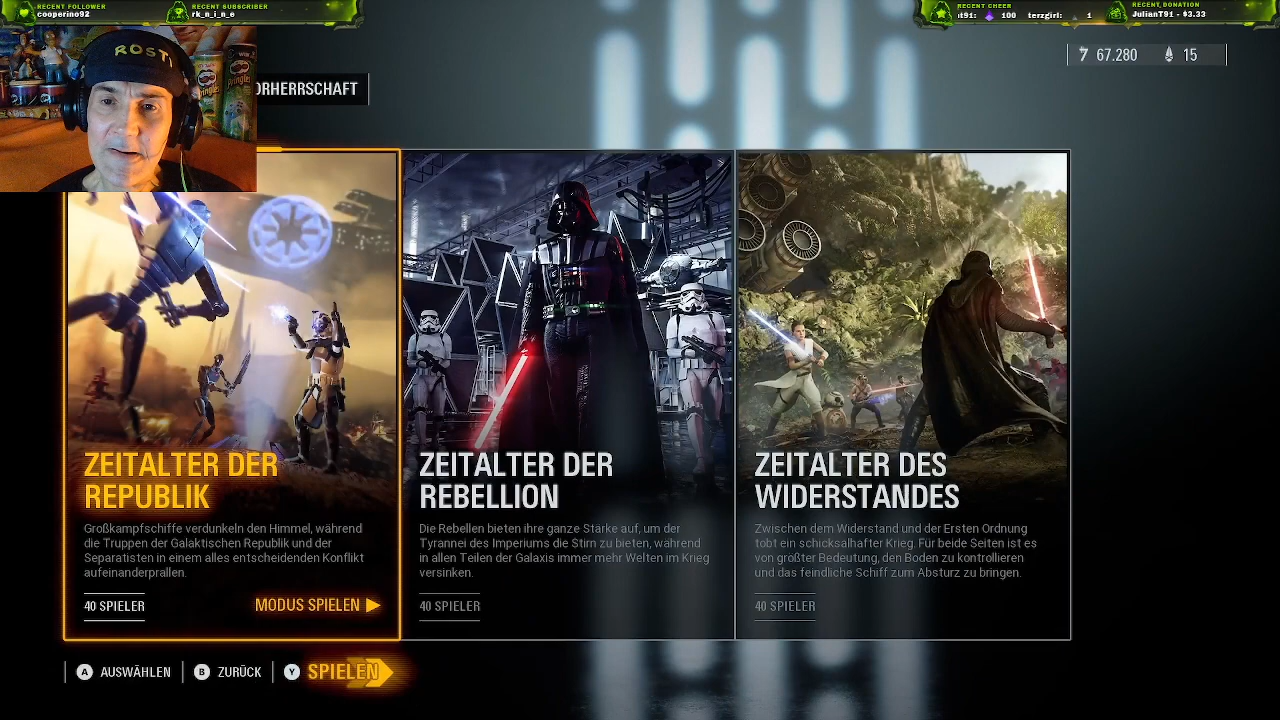 RECENT FOLLOWER
cooperino92
RECENT SUBSCRIBER
rk_n_i_n_e
RECENT CHEER
100 terzgirl: 1
RECENT DONATION
JulianT91 - $3.33
67.280 15
ORHERRSCHAFT
ROSTI
Pringles
Pringles
ZEITALTER DER
REPUBLIK
Großkampfschiffe verdunkeln den Himmel, während
die Truppen der Galaktischen Republik und der
Separatisten in einem alles entscheidenden Konflikt
aufeinanderprallen.
40 SPIELER
MODUS SPIELEN
ZEITALTER DER
REBELLION
Die Rebellen bieten ihre ganze Stärke auf, um der
Tyrannei des Imperiums die Stirn zu bieten, während
in allen Teilen der Galaxis immer mehr Welten im Krieg
versinken.
40 SPIELER
ZEITALTER DES
WIDERSTANDES
Zwischen dem Widerstand und der Ersten Ordnung
tobt ein schicksalhafter Krieg. Für beide Seiten ist es
von größter Bedeutung, den Boden zu kontrollieren
und das feindliche Schiff zum Absturz zu bringen.
40 SPIELER
A AUSWÄHLEN B ZURÜCK Y SPIELEN